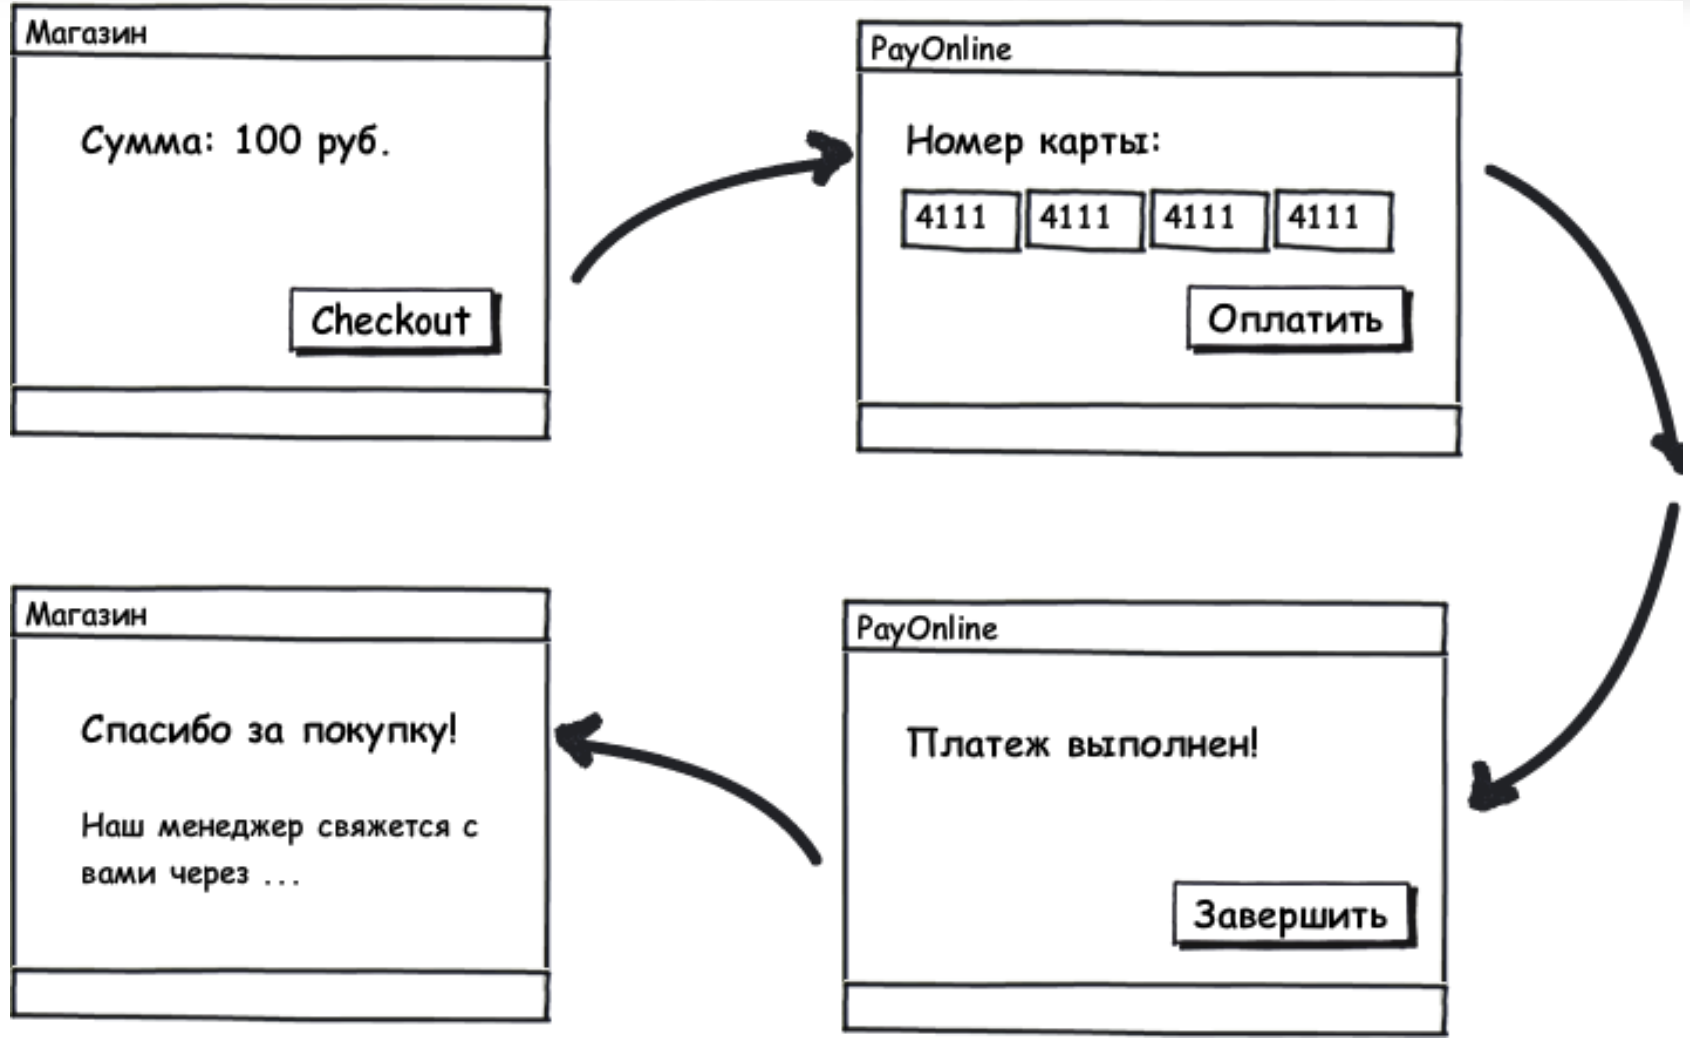 Магазин
Сумма: 100 руб.
Checkout
PayOnline
Номер карты:
4111 4111 4111 4111
Оплатить
Магазин
Спасибо за покупку!
Наш менеджер свяжется с
вами через ...
PayOnline
Платеж выполнен!
Завершить